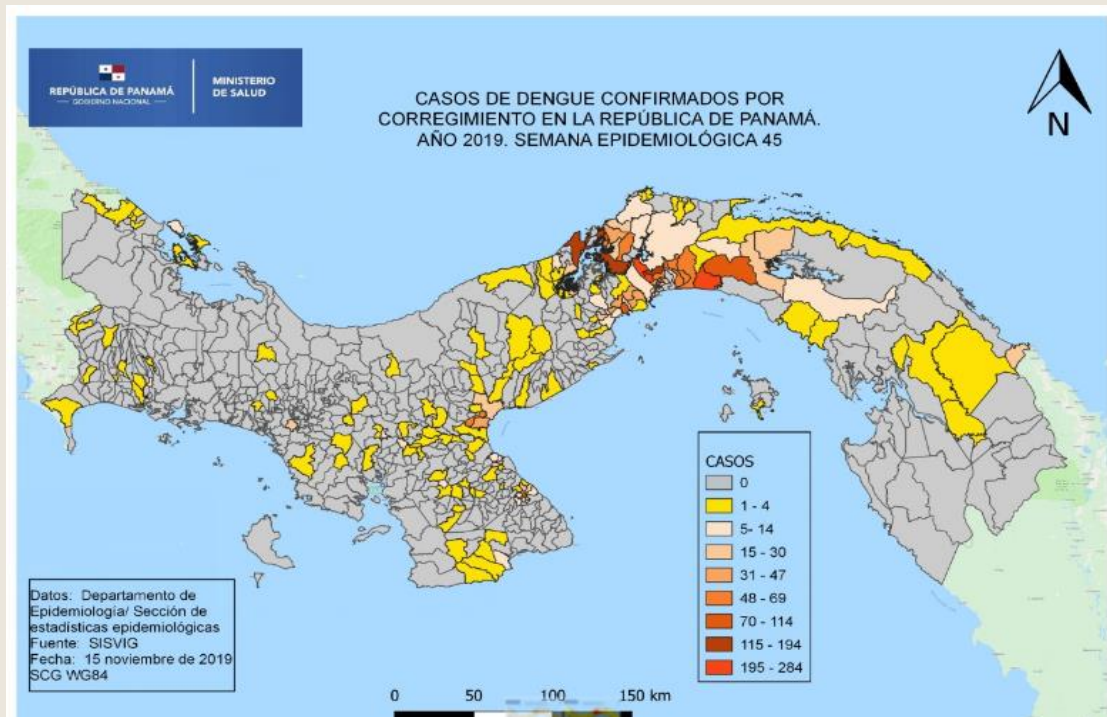 REPÚBLICA DE PANAMÁ
— GOBIERNO NACIONAL —
MINISTERIO
DE SALUD
CASOS DE DENGUE CONFIRMADOS POR
CORREGIMIENTO EN LA REPÚBLICA DE PANAMÁ.
AÑO 2019. SEMANA EPIDEMIOLÓGICA 45
N
CASOS
0
1 - 4
5- 14
15 - 30
31 - 47
48 - 69
70 - 114
115 - 194
195 - 284
Datos: Departamento de
Epidemiología/ Sección de
estadísticas epidemiológicas
Fuente: SISVIG
Fecha: 15 noviembre de 2019
SCG WG84
0 50 100 150 km